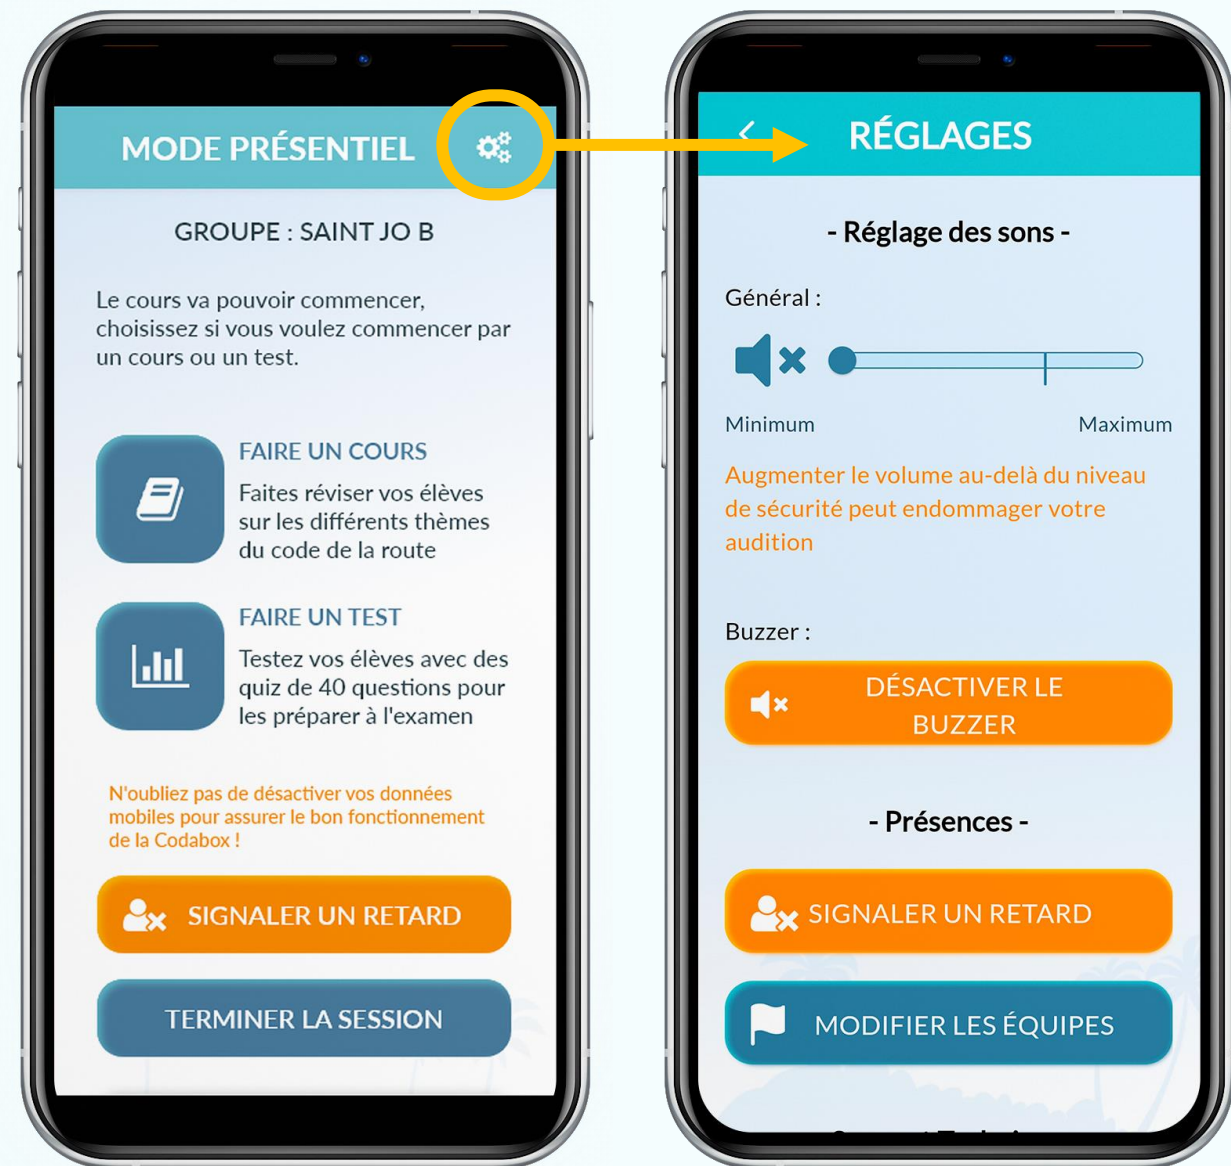 MODE PRÉSENTIEL
GROUPE : SAINT JO B
Le cours va pouvoir commencer,
choisissez si vous voulez commencer par
un cours ou un test.
FAIRE UN COURS
Faites réviser vos élèves
sur les différents thèmes
du code de la route
FAIRE UN TEST
Testez vos élèves avec des
quiz de 40 questions pour
les préparer à l'examen
N'oubliez pas de désactiver vos données
mobiles pour assurer le bon fonctionnement
de la Codabox !
SIGNALER UN RETARD
TERMINER LA SESSION
RÉGLAGES
- Réglage des sons -
Général :
Minimum Maximum
Augmenter le volume au-delà du niveau
de sécurité peut endommager votre
audition
Buzzer :
DÉSACTIVER LE
BUZZER
- Présences -
SIGNALER UN RETARD
MODIFIER LES ÉQUIPES